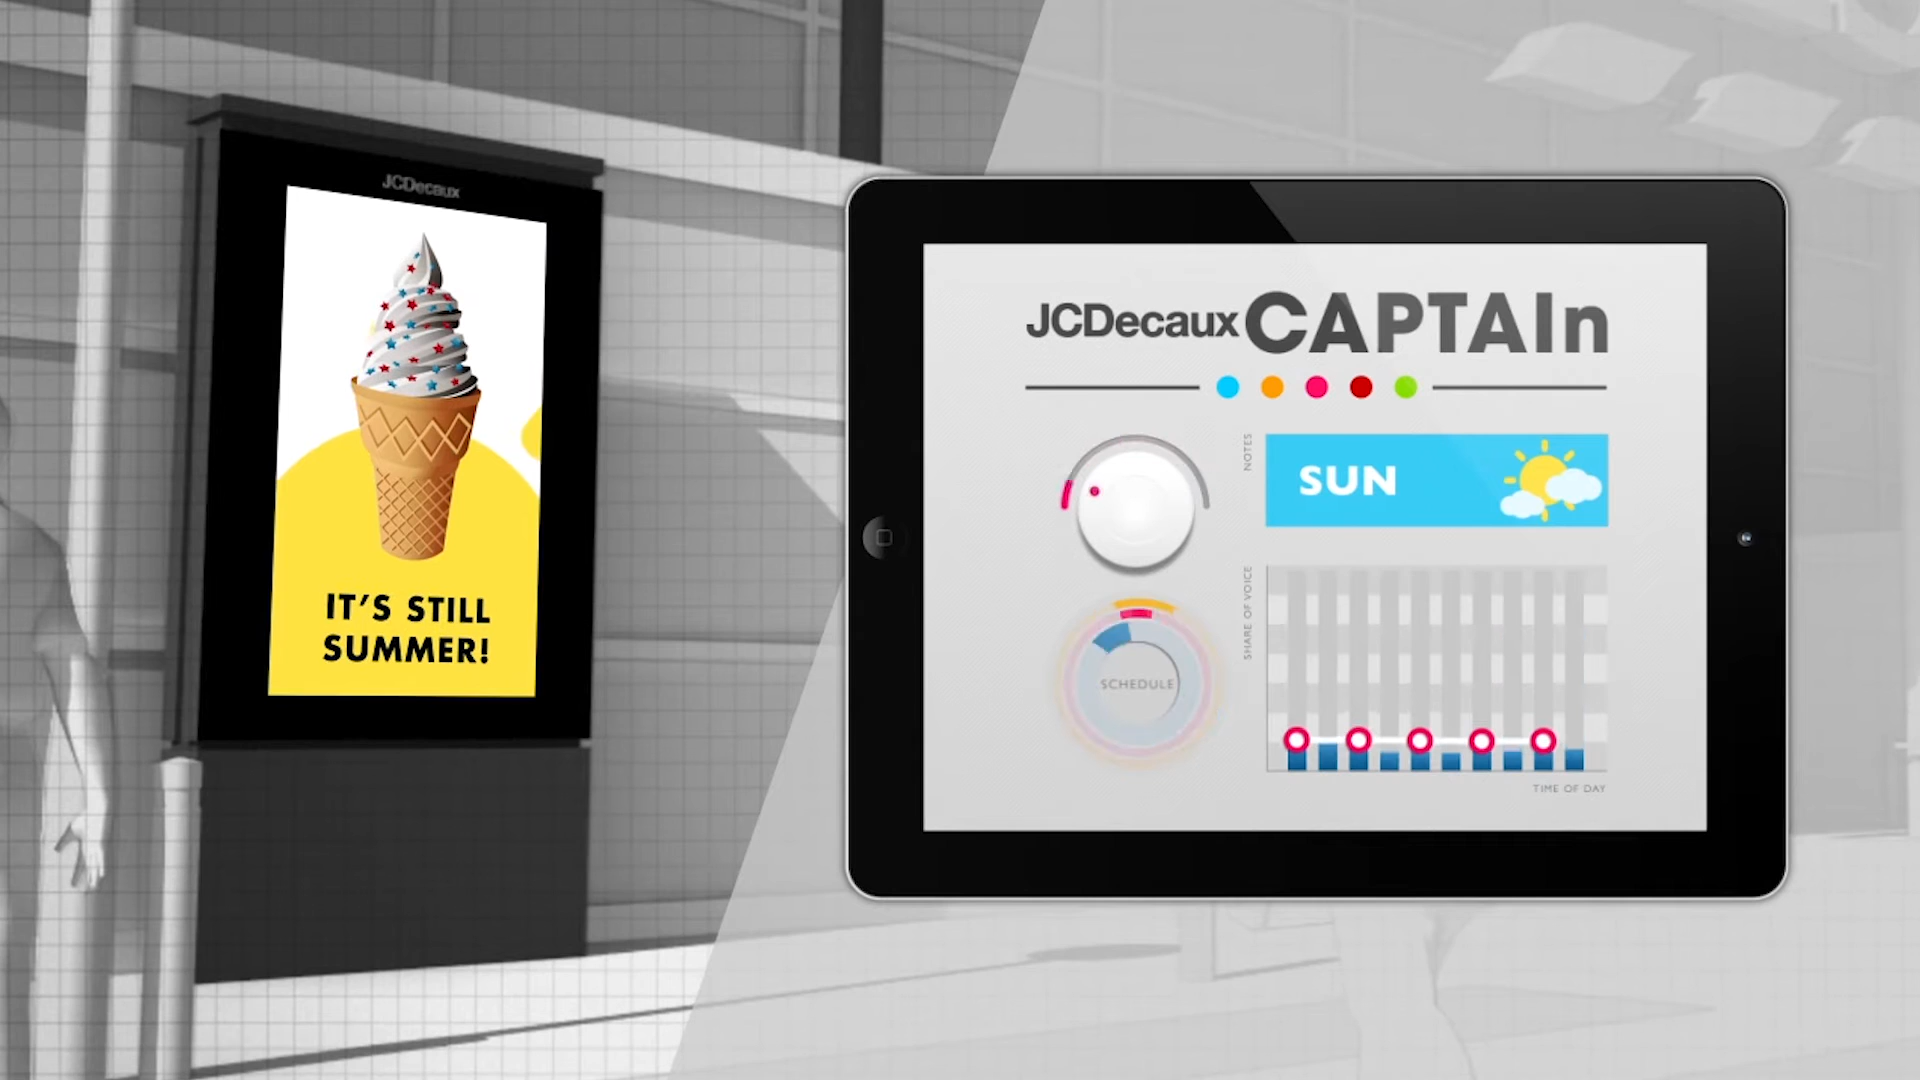 JCDecaux
IT'S STILL
SUMMER!
JCDecaux CAPTAIn
NOTES
SUN
SCHEDULE
SHARE OF VOICE
TIME OF DAY